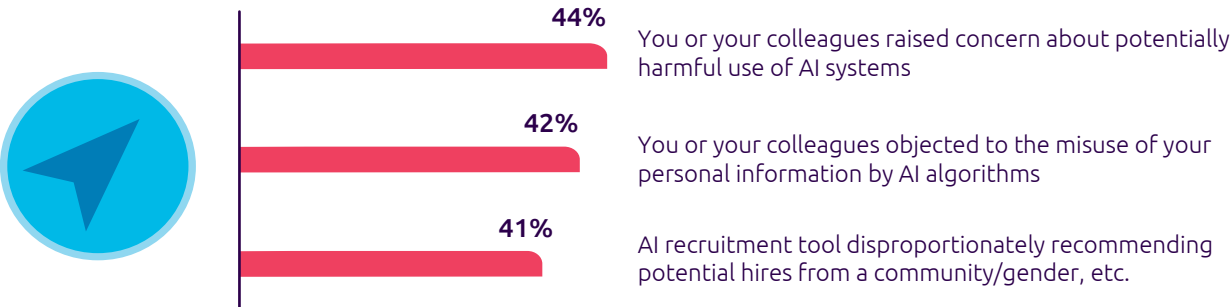 44%
You or your colleagues raised concern about potentially
harmful use of AI systems
42%
You or your colleagues objected to the misuse of your
personal information by AI algorithms
41%
AI recruitment tool disproportionately recommending
potential hires from a community/gender, etc.